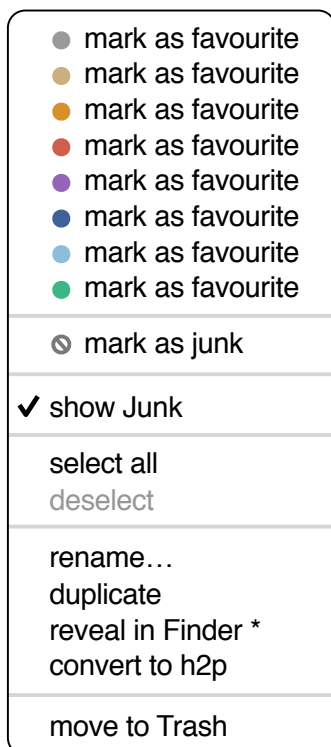 mark as favourite
mark as favourite
mark as favourite
mark as favourite
mark as favourite
mark as favourite
mark as favourite
mark as favourite
mark as junk
show Junk
select all
deselect
rename…
duplicate
reveal in Finder *
convert to h2p
move to Trash